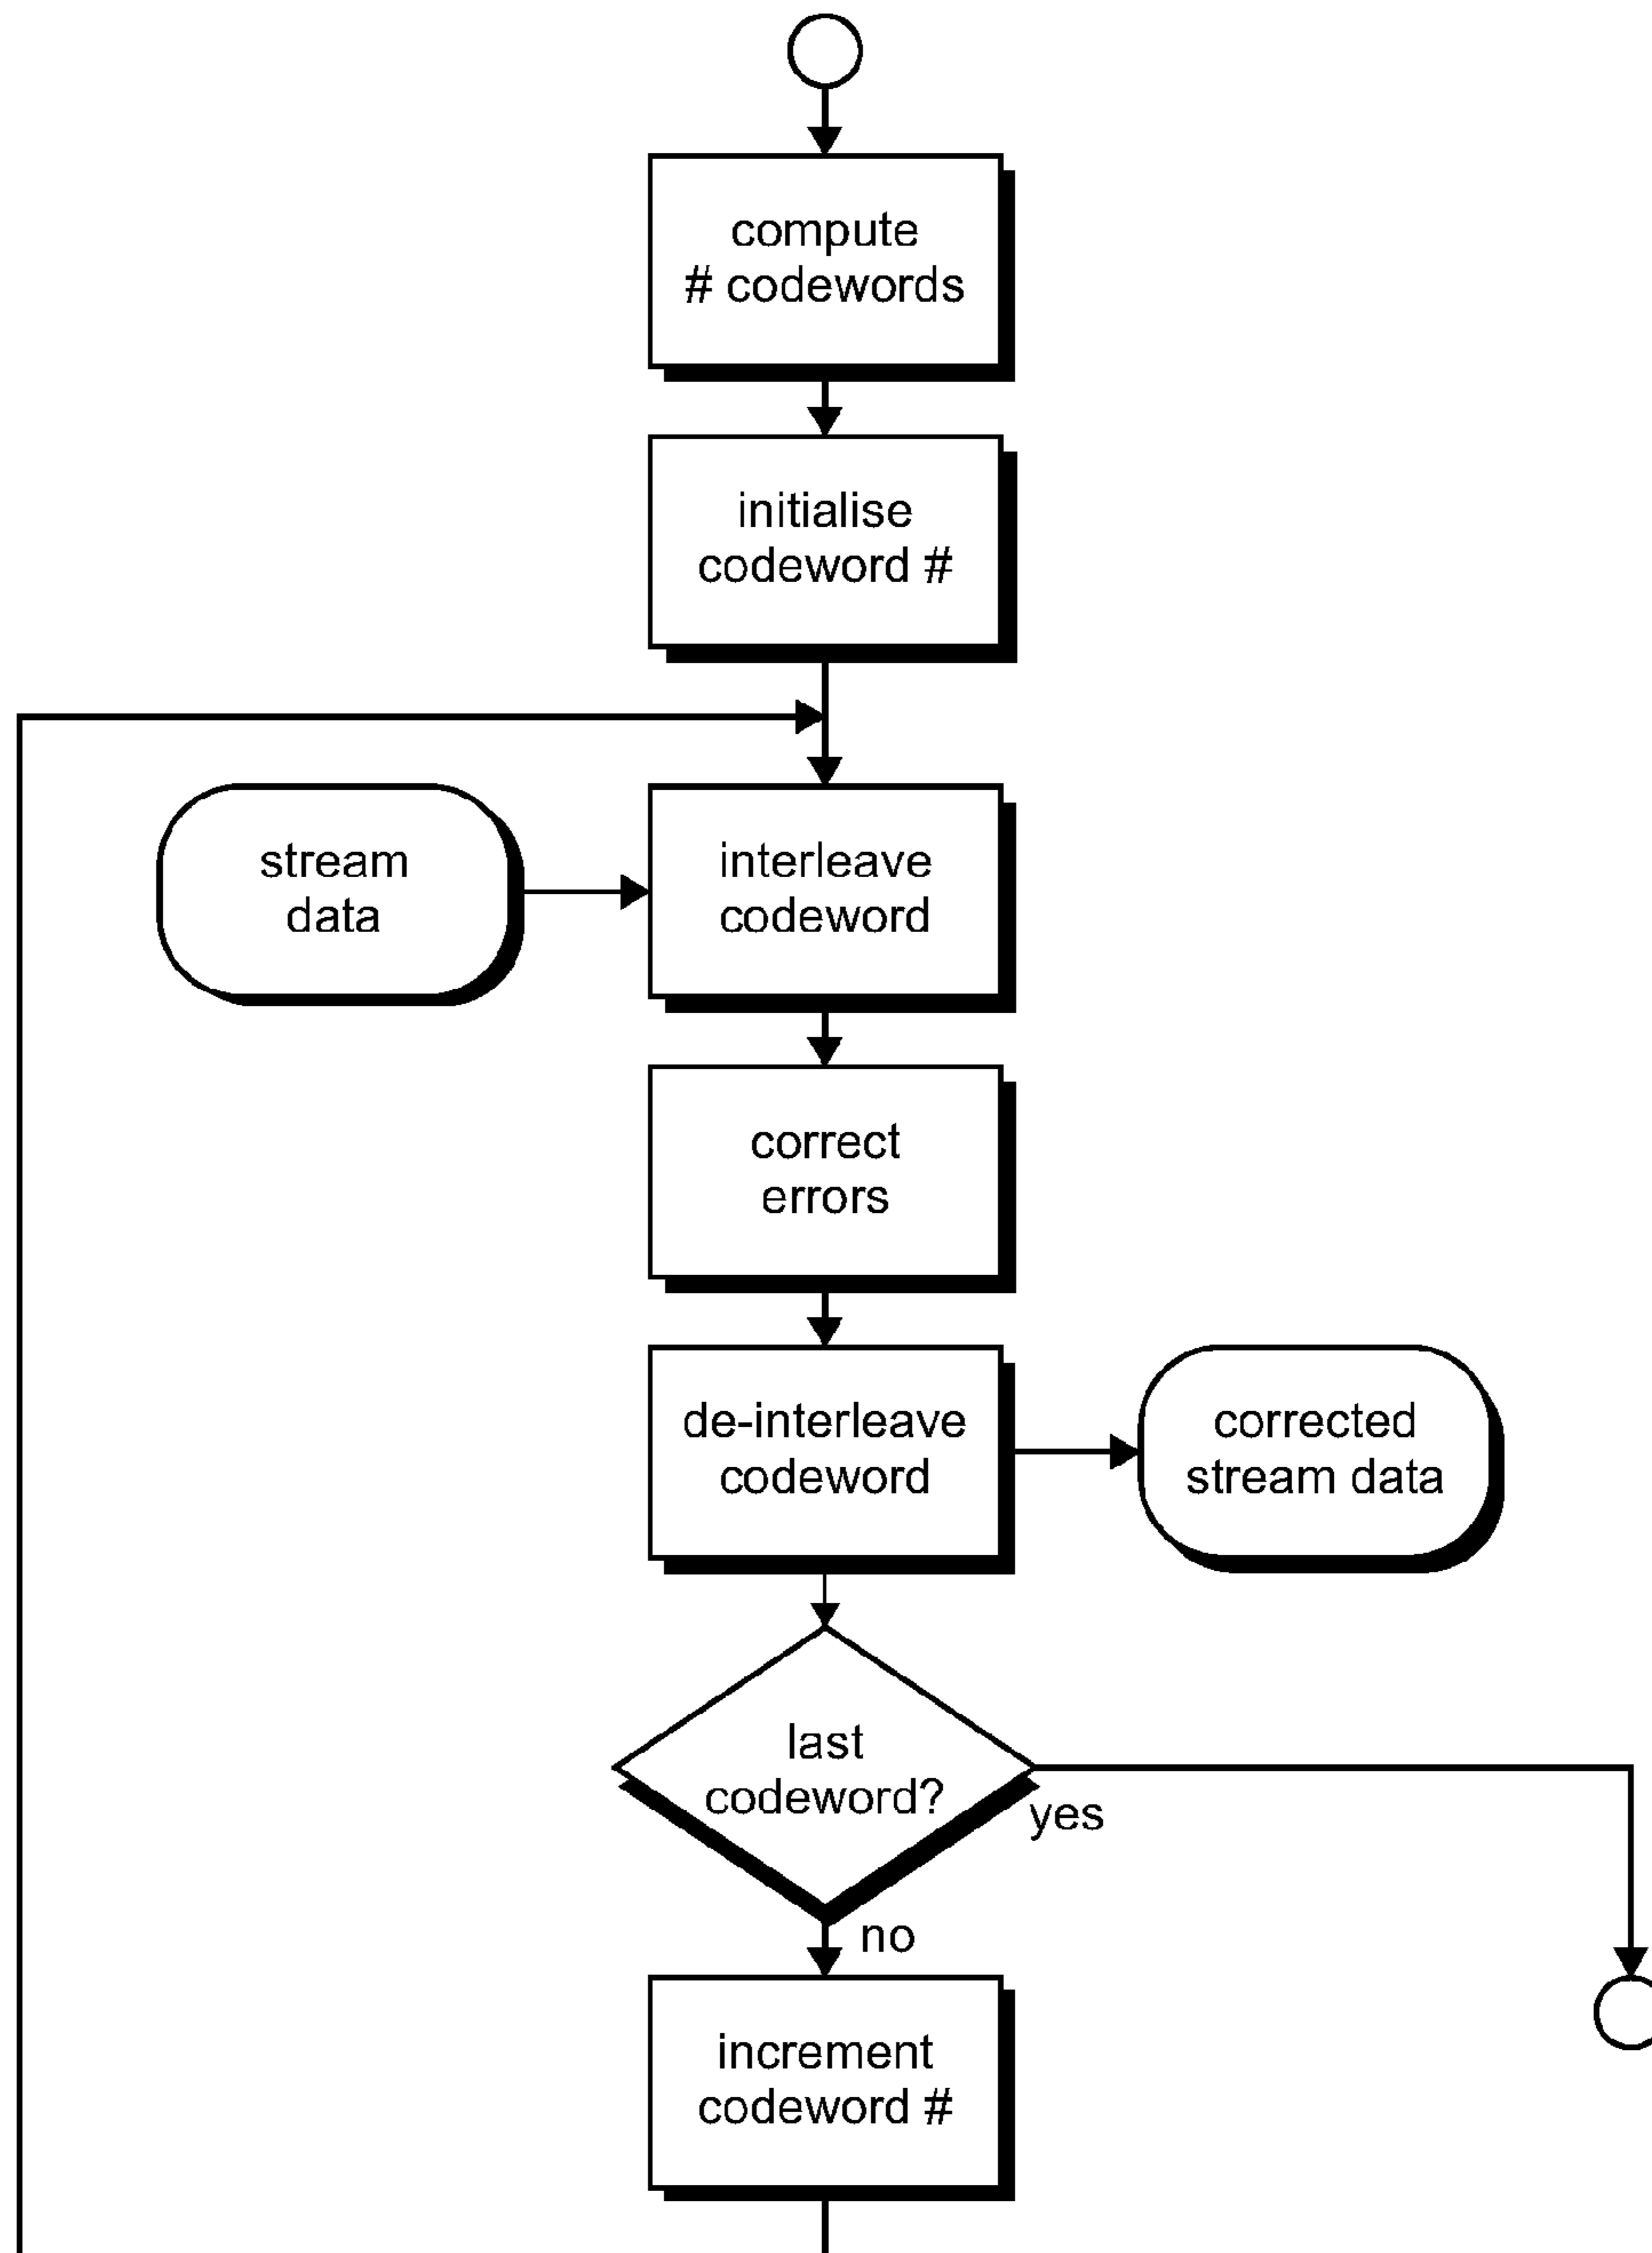 compute
# codewords
initialise
codeword #
stream
data
interleave
codeword
correct
errors
de-interleave
codeword
corrected
stream data
last
codeword?
yes
no
increment
codeword #